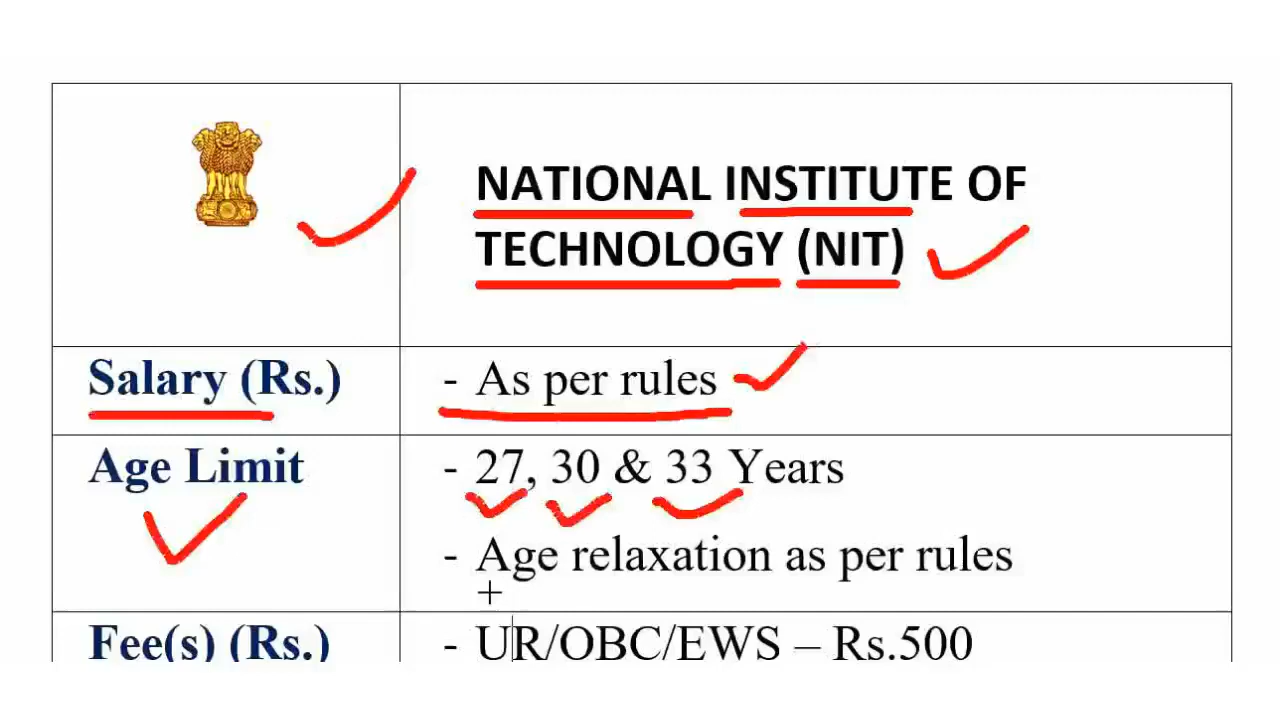 NATIONAL INSTITUTE OF
TECHNOLOGY (NIT)
Salary (Rs.)
- As per rules
Age Limit
- 27, 30 & 33 Years
- Age relaxation as per rules
Fee(s) (Rs.)
- UR/OBC/EWS – Rs.500